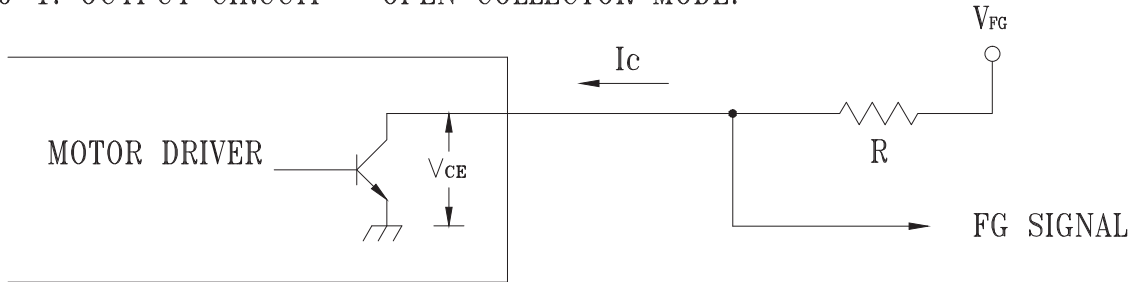 OUTPUT CIRCUIT - OPEN COLLECTOR MODE:
VFG
Ic
MOTOR DRIVER
VCE
R
FG SIGNAL